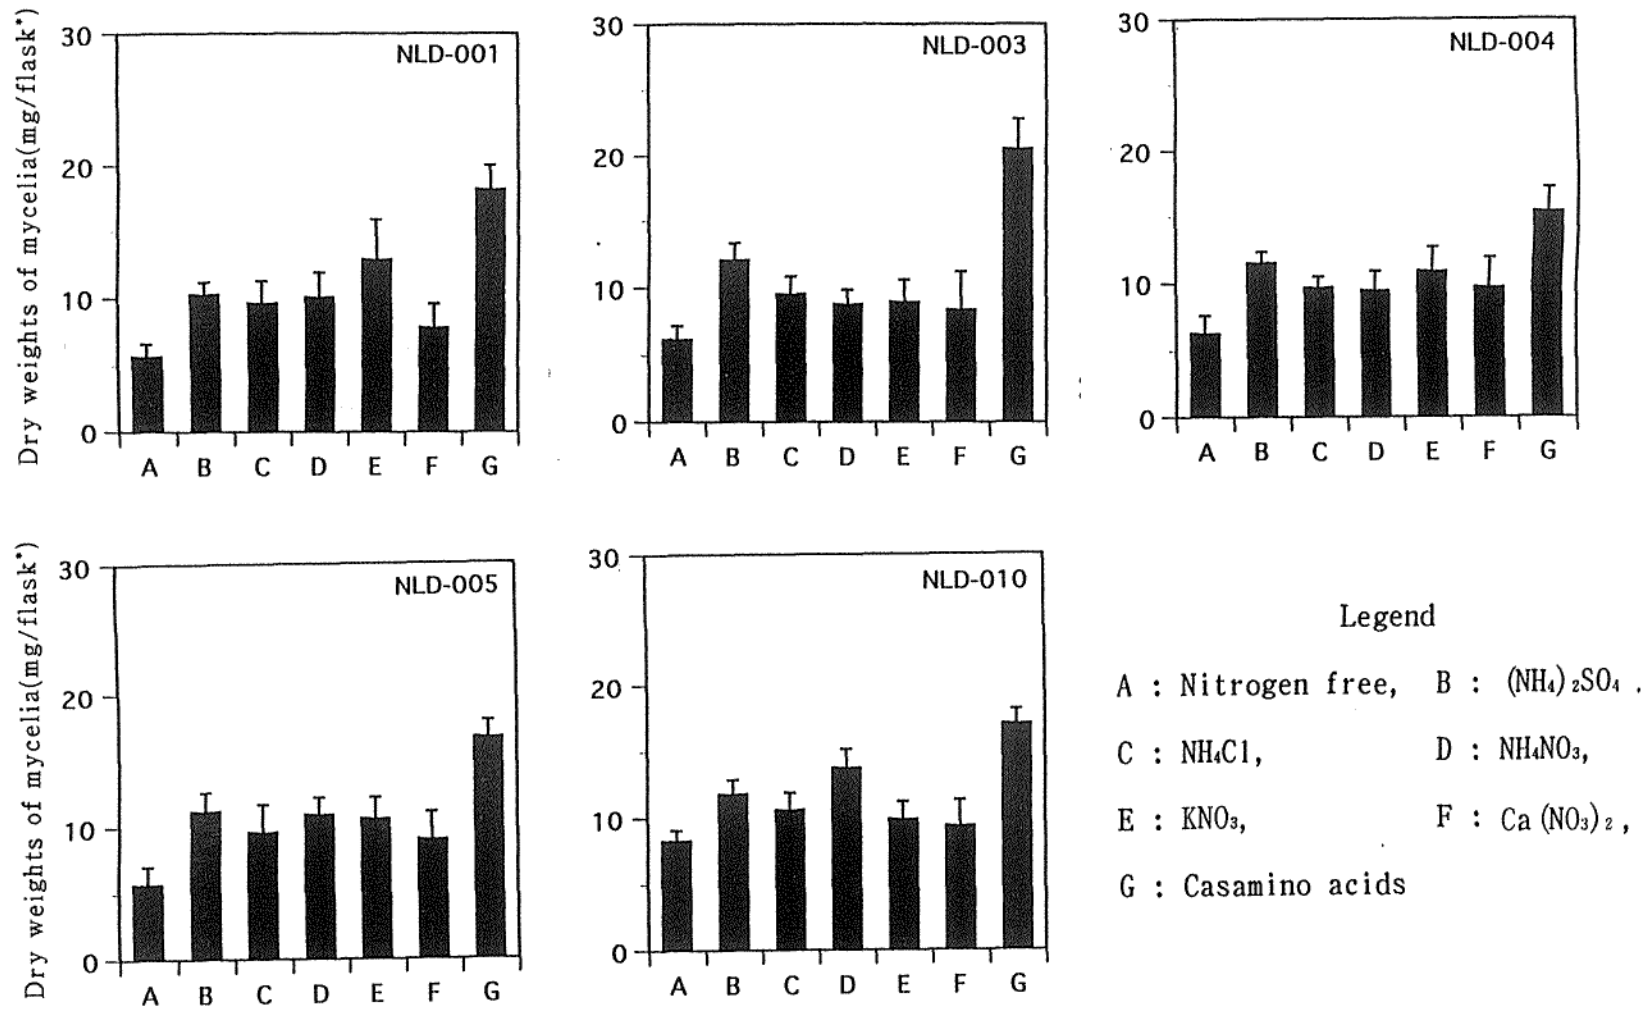 Dry weights of mycelia(mg/flask*)
30
20
10
0
NLD-001
A B C D E F G
30
20
10
0
NLD-003
A B C D E F G
30
20
10
0
NLD-004
A B C D E F G
Dry weights of mycelia(mg/flask*)
30
20
10
0
NLD-005
A B C D E F G
30
20
10
0
NLD-010
A B C D E F G
Legend
A : Nitrogen free, B : (NH₄)₂SO₄ .
C : NH₄Cl, D : NH₄NO₃,
E : KNO₃, F : Ca(NO₃)₂,
G : Casamino acids